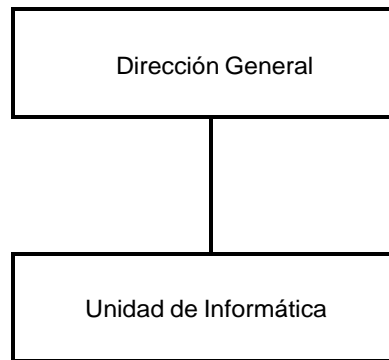 Dirección General
Unidad de Informática